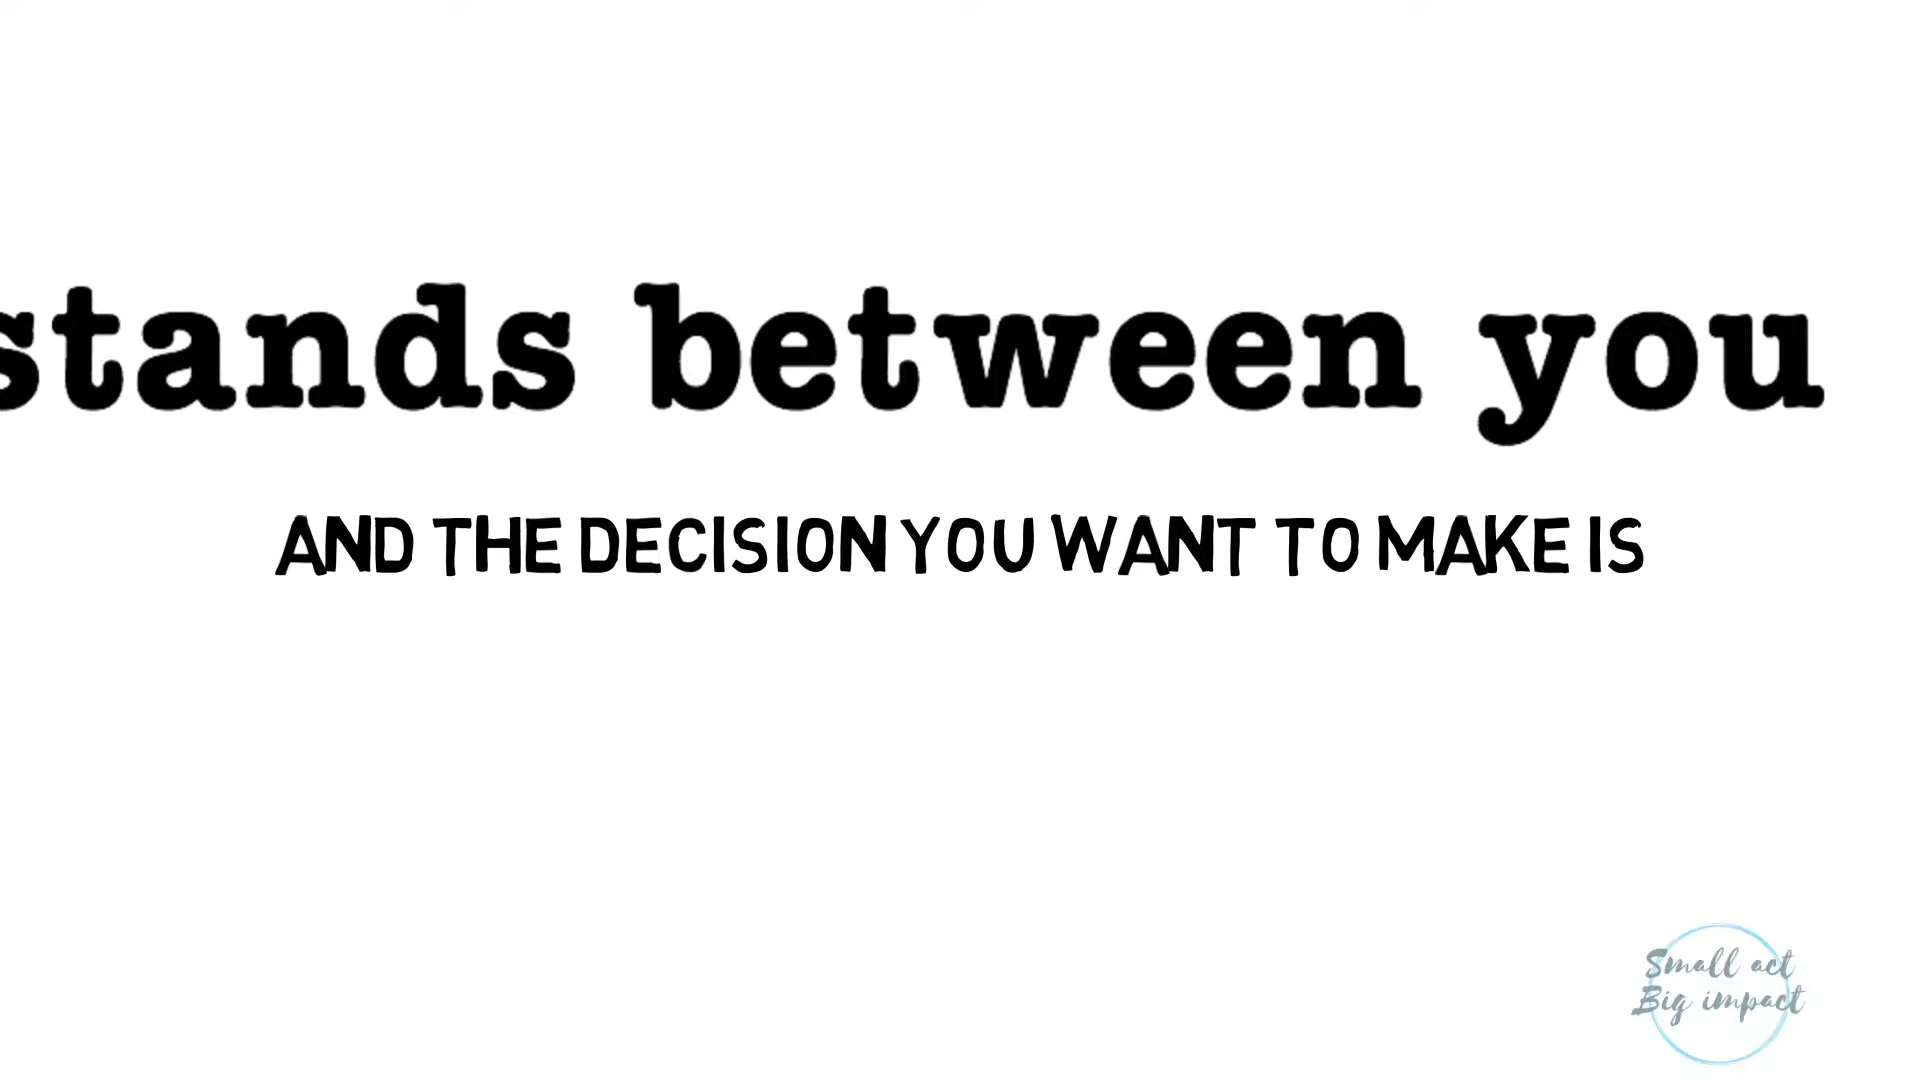 stands between you
AND THE DECISION YOU WANT TO MAKE IS
Small act
Big impact